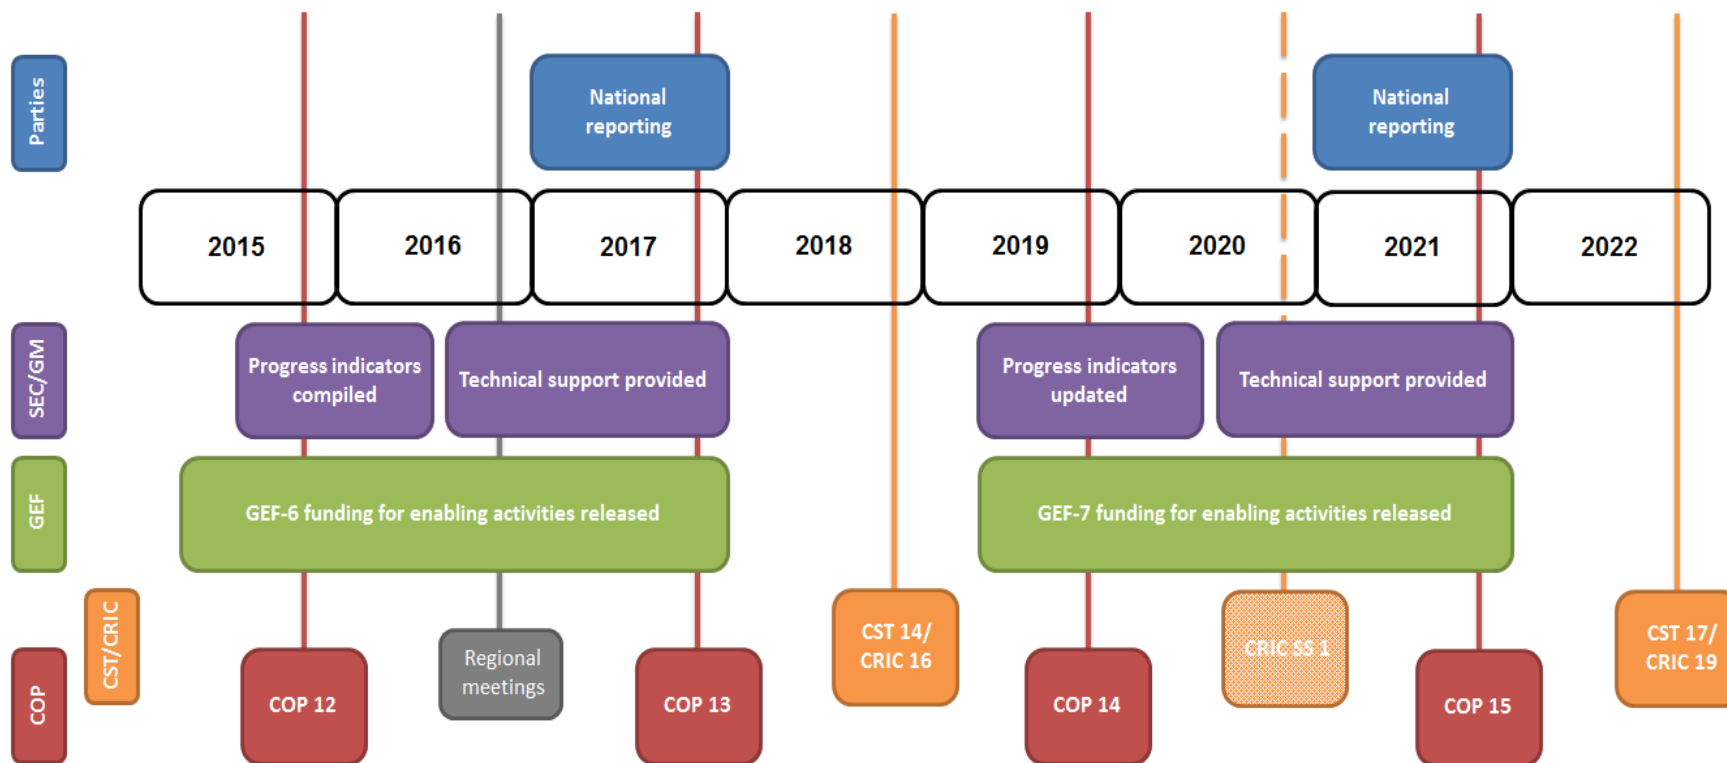 Parties
National
reporting
National
reporting
2015
2016
2017
2018
2019
2020
2021
2022
SEC/GM
Progress indicators
compiled
Technical support provided
Progress indicators
updated
Technical support provided
GEF
GEF-6 funding for enabling activities released
GEF-7 funding for enabling activities released
CST/CRIC
CST 14/
CRIC 16
CRIC SS 1
CST 17/
CRIC 19
Regional
meetings
COP
COP 12
COP 13
COP 14
COP 15